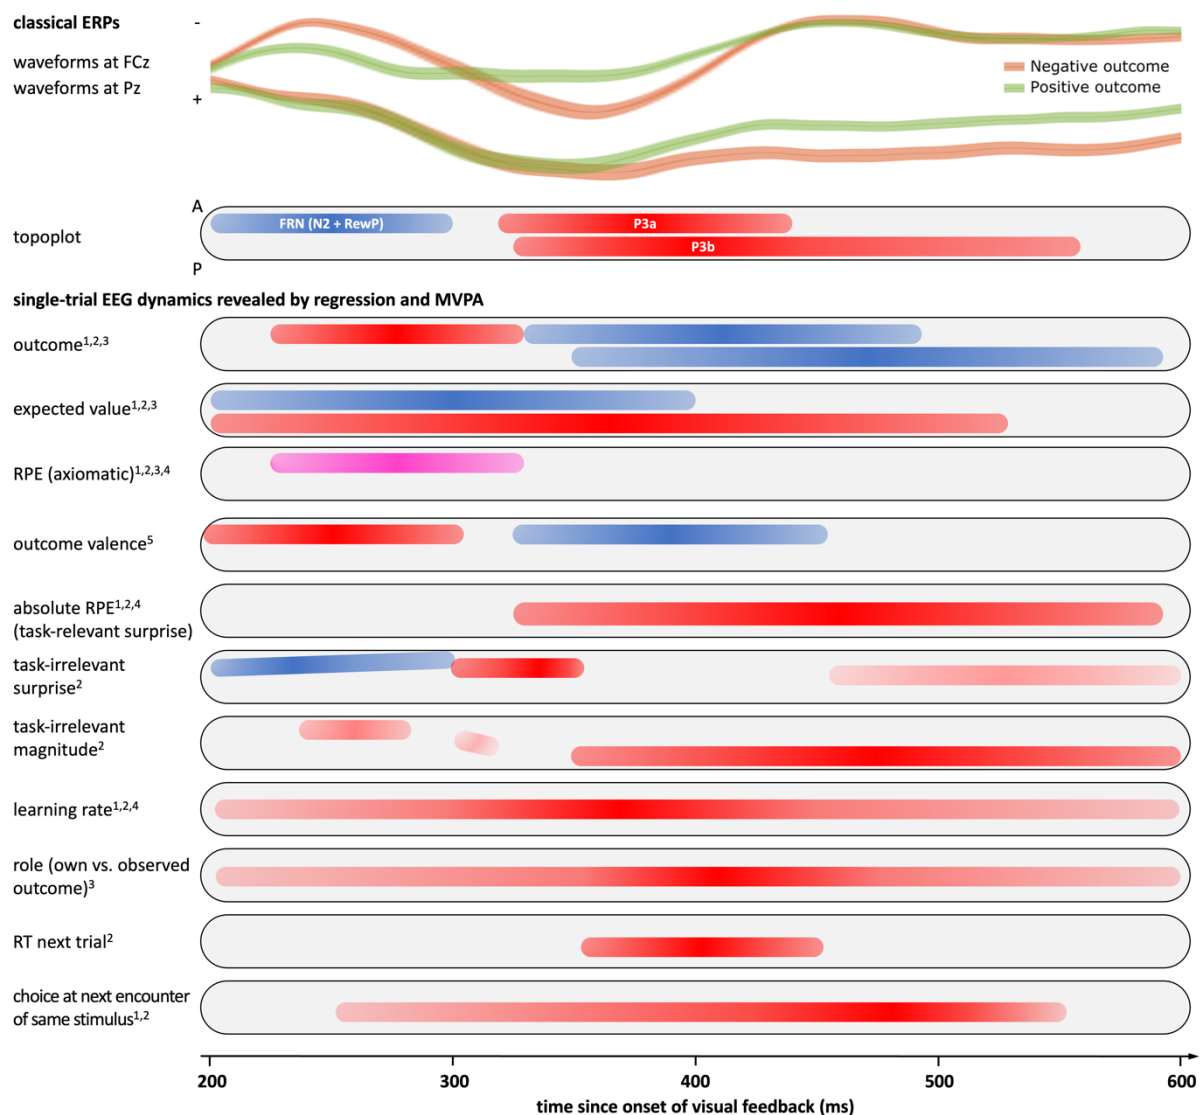 classical ERPs
-
waveforms at FCz
waveforms at Pz
+
Negative outcome
Positive outcome
A
FRN (N2 + RewP)
P3a
topoplot
P3b
P
single-trial EEG dynamics revealed by regression and MVPA
outcome1,2,3
expected value1,2,3
RPE (axiomatic)1,2,3,4
outcome valence5
absolute RPE1,2,4
(task-relevant surprise)
task-irrelevant
surprise2
task-irrelevant
magnitude2
learning rate1,2,4
role (own vs. observed
outcome)3
RT next trial2
choice at next encounter
of same stimulus1,2
200 300 400 500 600
time since onset of visual feedback (ms)